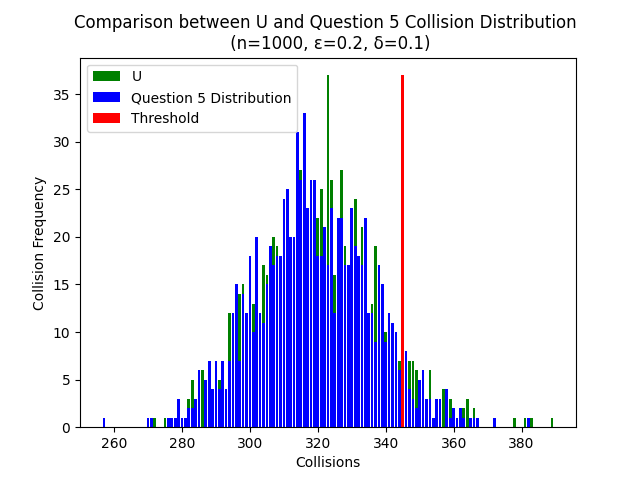 Comparison between U and Question 5 Collision Distribution
(n=1000, ε=0.2, δ=0.1)
U
Question 5 Distribution
Threshold
Collision Frequency
35
30
25
20
15
10
5
0
260 280 300 320 340 360 380
Collisions